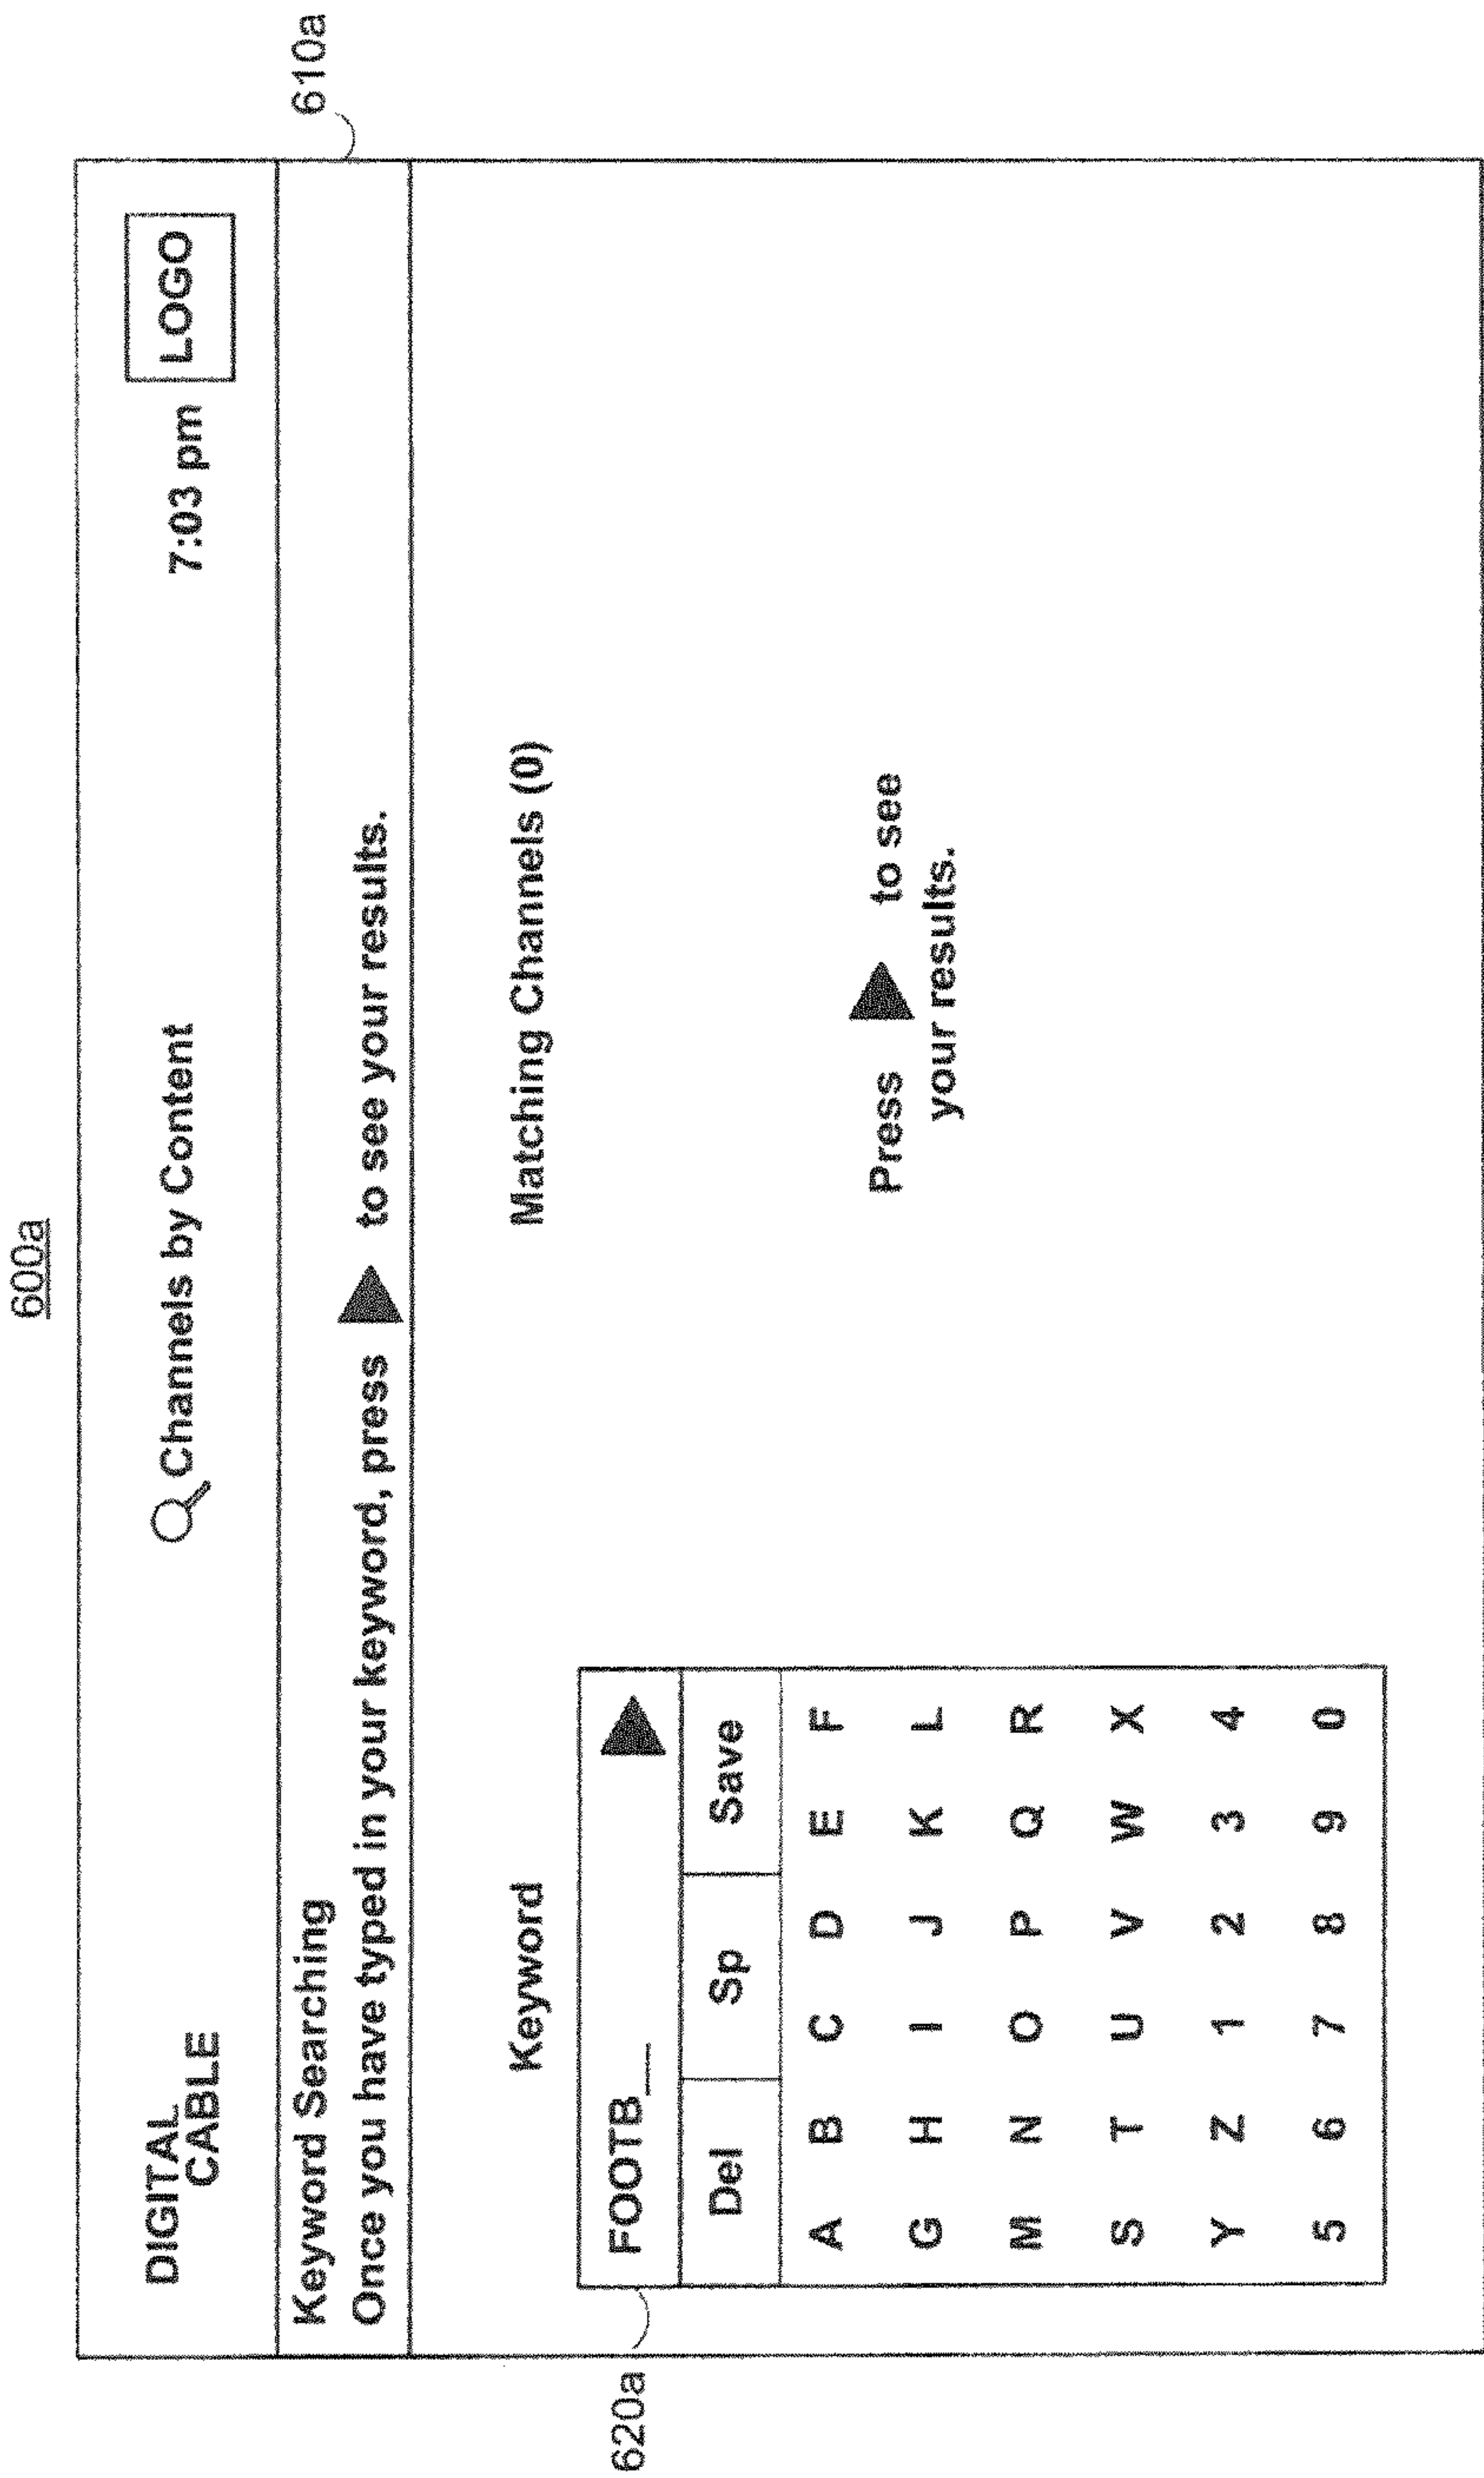 600a
DIGITAL
CABLE
Channels by Content
7:03 pm
LOGO
610a
Keyword Searching
Once you have typed in your keyword, press ▶ to see your results.
Keyword
Matching Channels (0)
620a
FOOTB_ ▶
Del Sp Save
A B C D E F
G H I J K L
M N O P Q R
S T U V W X
Y Z 1 2 3 4
5 6 7 8 9 0
Press ▶ to see
your results.